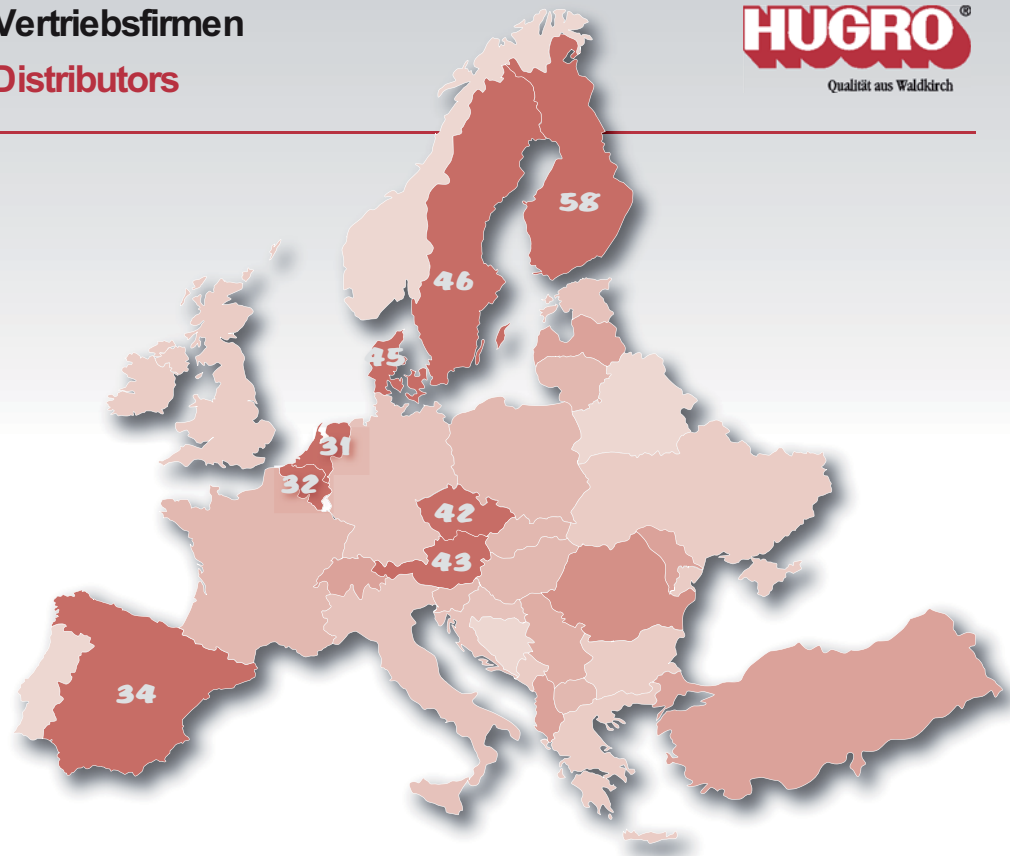 Vertriebsfirmen
HUGRO®
Distributors
Qualität aus Waldkirch
58
46
45
31
32
42
43
34